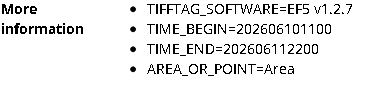 More information
• TIFFTAG_SOFTWARE=EF5 v1.2.7
• TIME_BEGIN=202606101100
• TIME_END=202606112200
• AREA_OR_POINT=Area